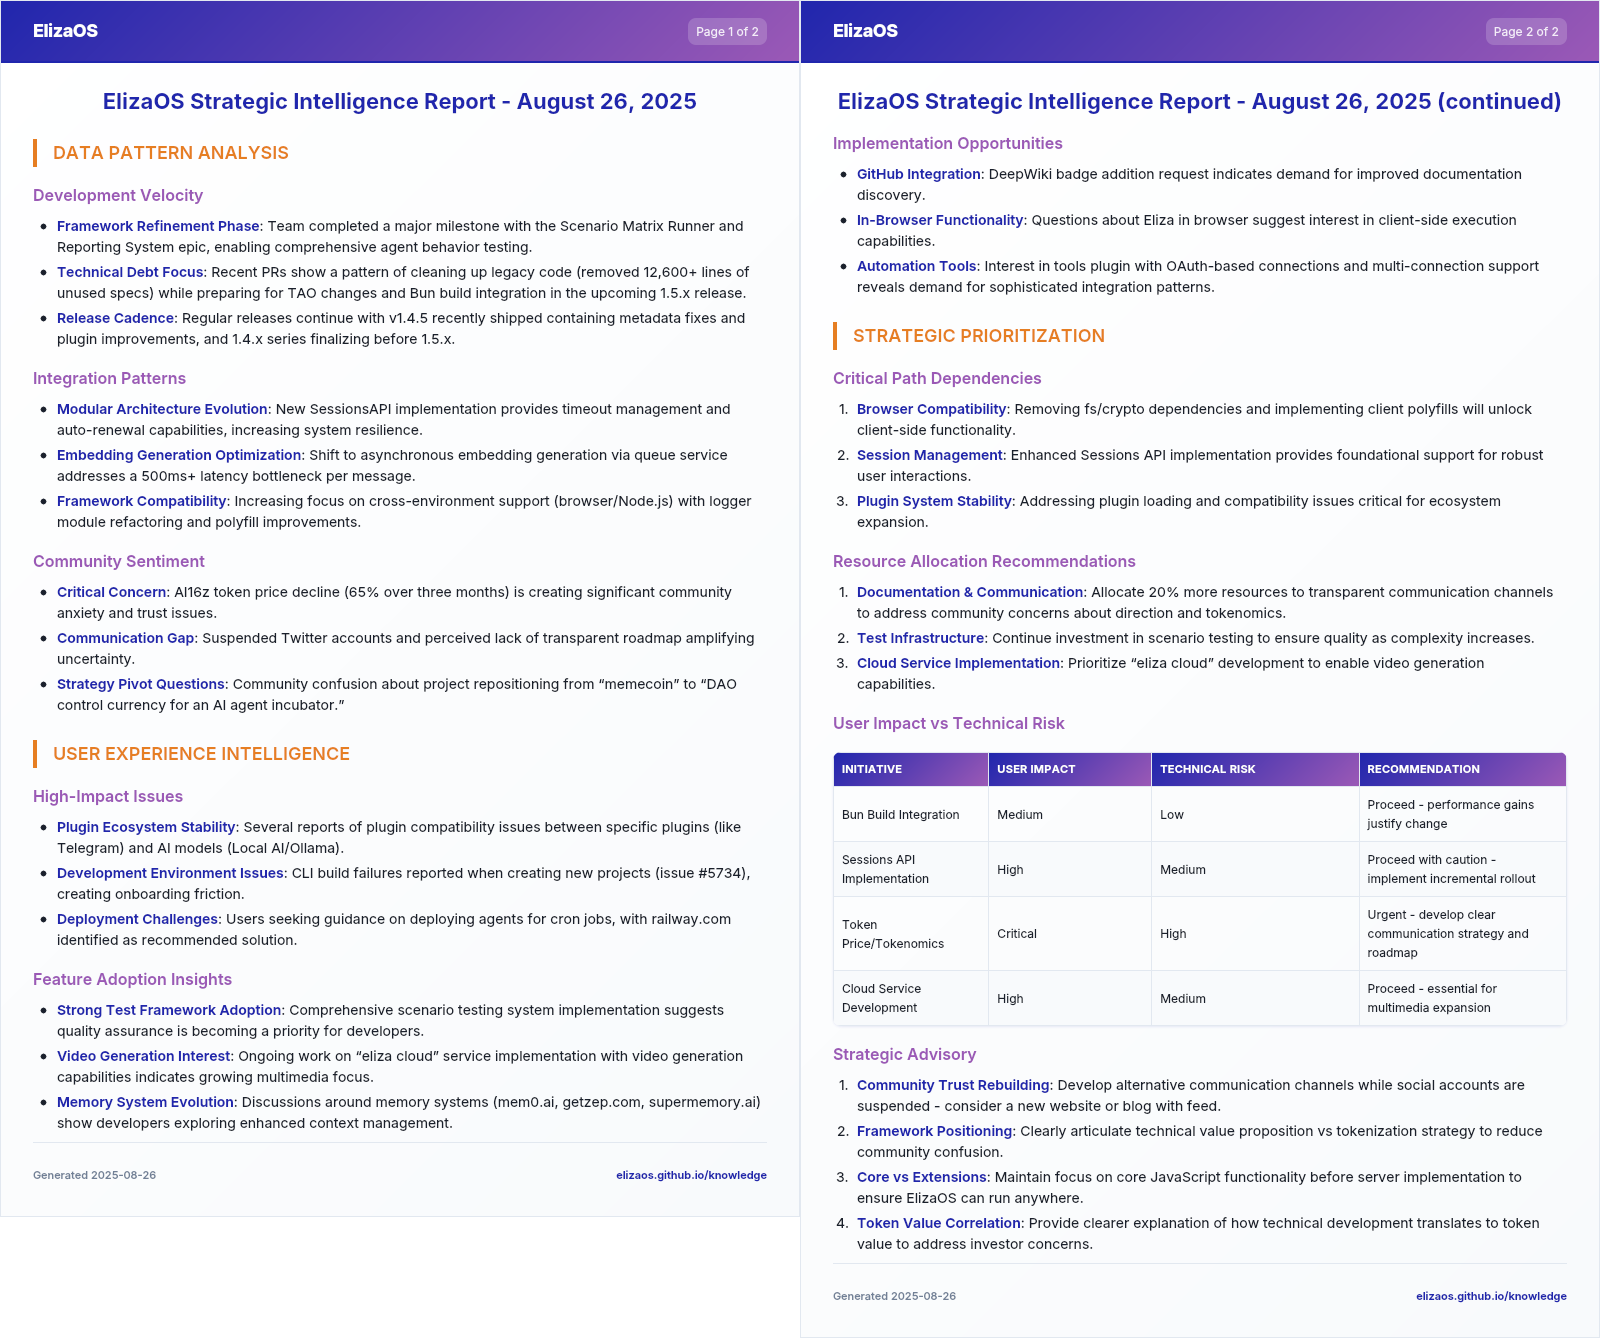 ElizaOS
Page 1 of 2
ElizaOS Strategic Intelligence Report - August 26, 2025
DATA PATTERN ANALYSIS
Development Velocity
• Framework Refinement Phase: Team completed a major milestone with the Scenario Matrix Runner and
Reporting System epic, enabling comprehensive agent behavior testing.
• Technical Debt Focus: Recent PRs show a pattern of cleaning up legacy code (removed 12,600+ lines of
unused specs) while preparing for TAO changes and Bun build integration in the upcoming 1.5.x release.
• Release Cadence: Regular releases continue with v1.4.5 recently shipped containing metadata fixes and
plugin improvements, and 1.4.x series finalizing before 1.5.x.
Integration Patterns
• Modular Architecture Evolution: New SessionsAPI implementation provides timeout management and
auto-renewal capabilities, increasing system resilience.
• Embedding Generation Optimization: Shift to asynchronous embedding generation via queue service
addresses a 500ms+ latency bottleneck per message.
• Framework Compatibility: Increasing focus on cross-environment support (browser/Node.js) with logger
module refactoring and polyfill improvements.
Community Sentiment
• Critical Concern: AI16z token price decline (65% over three months) is creating significant community
anxiety and trust issues.
• Communication Gap: Suspended Twitter accounts and perceived lack of transparent roadmap amplifying
uncertainty.
• Strategy Pivot Questions: Community confusion about project repositioning from “memecoin” to “DAO
control currency for an AI agent incubator.”
USER EXPERIENCE INTELLIGENCE
High-Impact Issues
• Plugin Ecosystem Stability: Several reports of plugin compatibility issues between specific plugins (like
Telegram) and AI models (Local AI/Ollama).
• Development Environment Issues: CLI build failures reported when creating new projects (issue #5734),
creating onboarding friction.
• Deployment Challenges: Users seeking guidance on deploying agents for cron jobs, with railway.com
identified as recommended solution.
Feature Adoption Insights
• Strong Test Framework Adoption: Comprehensive scenario testing system implementation suggests
quality assurance is becoming a priority for developers.
• Video Generation Interest: Ongoing work on “eliza cloud” service implementation with video generation
capabilities indicates growing multimedia focus.
• Memory System Evolution: Discussions around memory systems (mem0.ai, getzep.com, supermemory.ai)
show developers exploring enhanced context management.
Generated 2025-08-26
elizaos.github.io/knowledge
ElizaOS
Page 2 of 2
ElizaOS Strategic Intelligence Report - August 26, 2025 (continued)
Implementation Opportunities
• GitHub Integration: DeepWiki badge addition request indicates demand for improved documentation
discovery.
• In-Browser Functionality: Questions about Eliza in browser suggest interest in client-side execution
capabilities.
• Automation Tools: Interest in tools plugin with OAuth-based connections and multi-connection support
reveals demand for sophisticated integration patterns.
STRATEGIC PRIORITIZATION
Critical Path Dependencies
1. Browser Compatibility: Removing fs/crypto dependencies and implementing client polyfills will unlock
client-side functionality.
2. Session Management: Enhanced Sessions API implementation provides foundational support for robust
user interactions.
3. Plugin System Stability: Addressing plugin loading and compatibility issues critical for ecosystem
expansion.
Resource Allocation Recommendations
1. Documentation & Communication: Allocate 20% more resources to transparent communication channels
to address community concerns about direction and tokenomics.
2. Test Infrastructure: Continue investment in scenario testing to ensure quality as complexity increases.
3. Cloud Service Implementation: Prioritize “eliza cloud” development to enable video generation
capabilities.
User Impact vs Technical Risk
INITIATIVE USER IMPACT TECHNICAL RISK RECOMMENDATION
Bun Build Integration Medium Low Proceed - performance gains
justify change
Sessions API
Implementation High Medium Proceed with caution -
implement incremental rollout
Token
Price/Tokenomics Critical High Urgent - develop clear
communication strategy and
roadmap
Cloud Service
Development High Medium Proceed - essential for
multimedia expansion
Strategic Advisory
1. Community Trust Rebuilding: Develop alternative communication channels while social accounts are
suspended - consider a new website or blog with feed.
2. Framework Positioning: Clearly articulate technical value proposition vs tokenization strategy to reduce
community confusion.
3. Core vs Extensions: Maintain focus on core JavaScript functionality before server implementation to
ensure ElizaOS can run anywhere.
4. Token Value Correlation: Provide clearer explanation of how technical development translates to token
value to address investor concerns.
Generated 2025-08-26
elizaos.github.io/knowledge